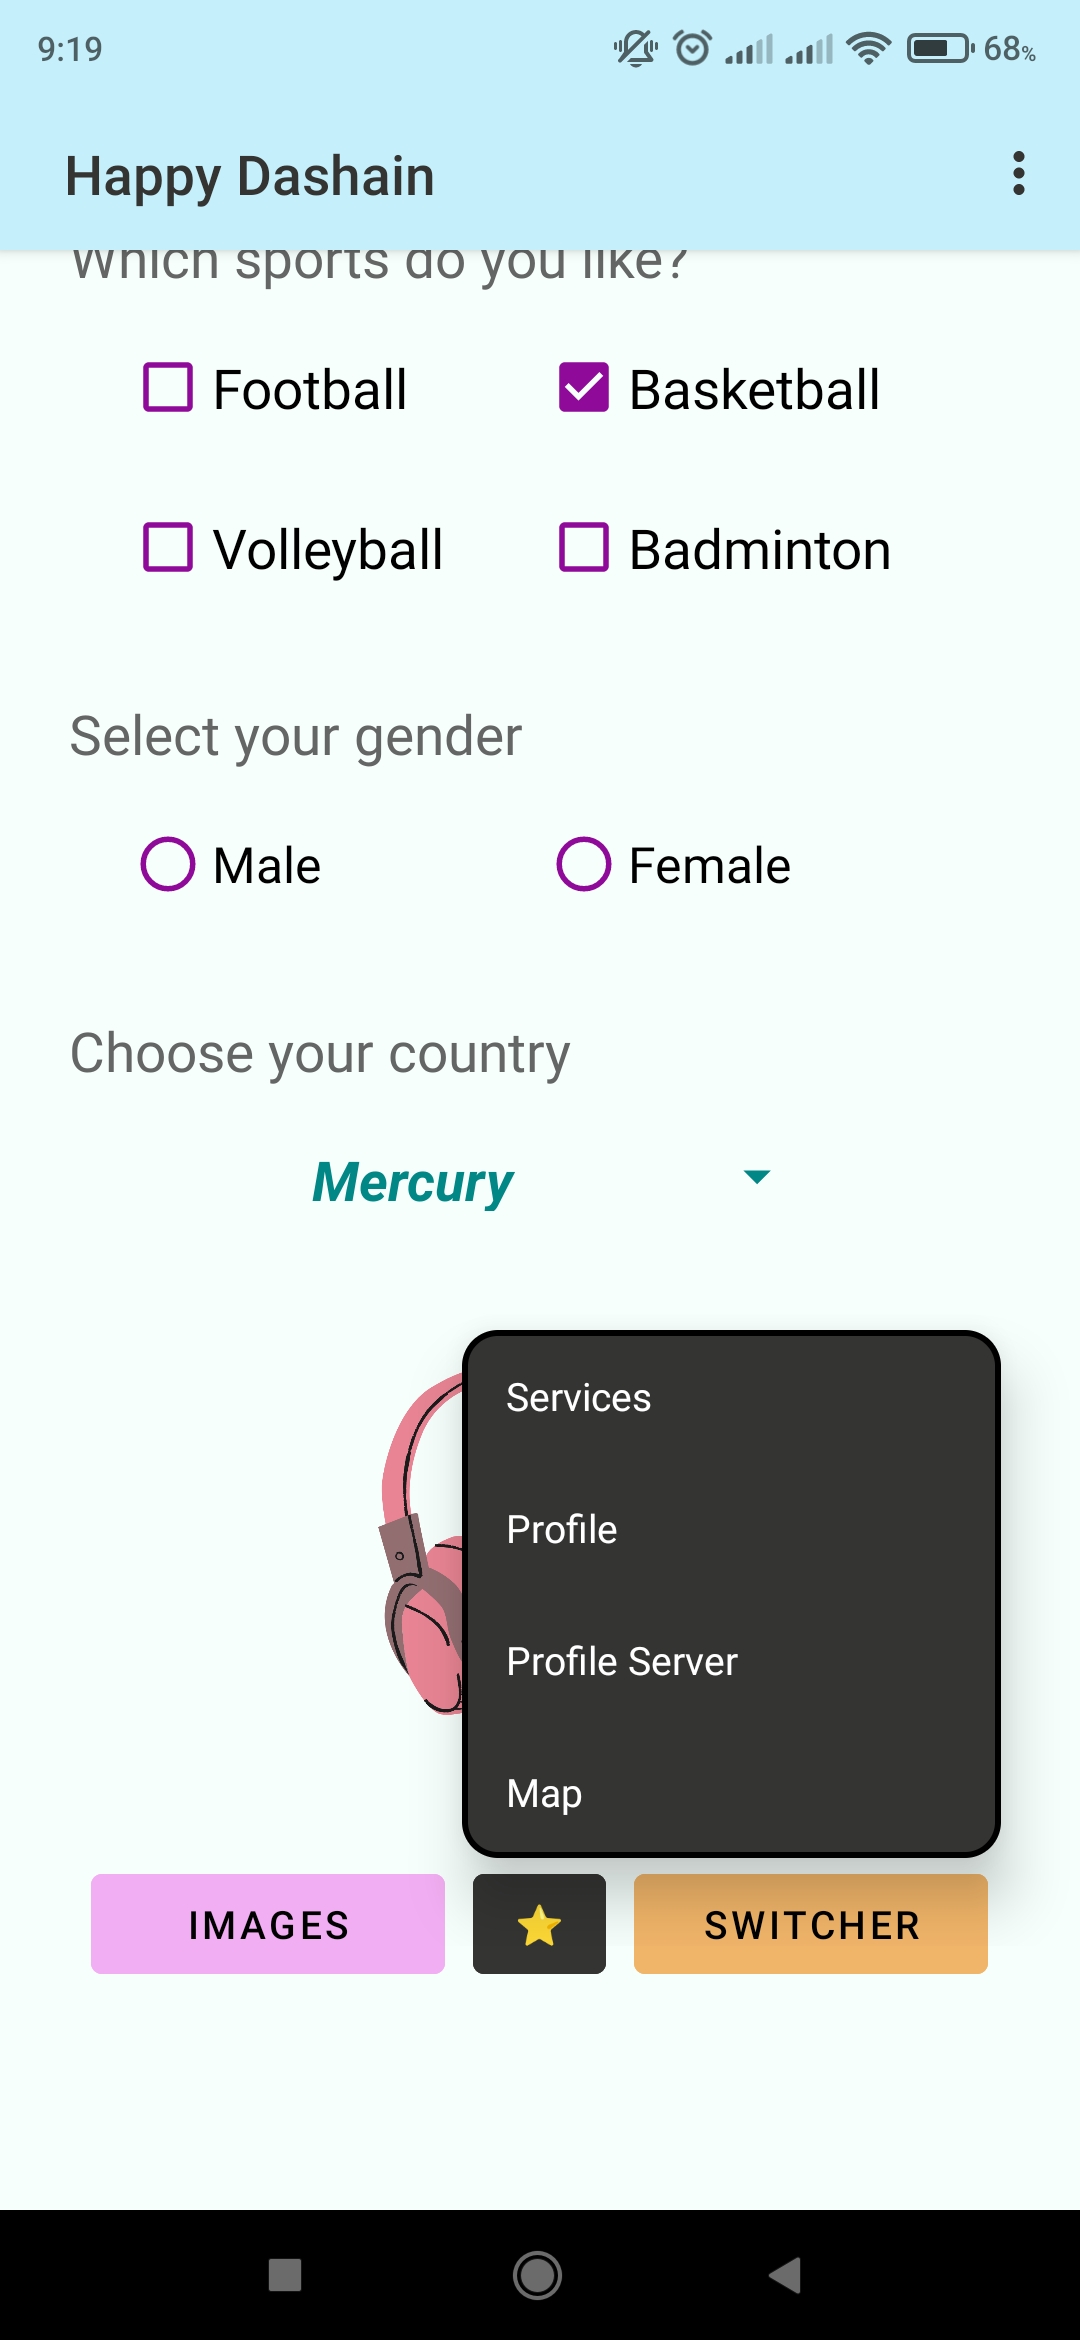 9:19
68%
Happy Dashain
Which sports do you like?
Football
Basketball
Volleyball
Badminton
Select your gender
Male
Female
Choose your country
Mercury
Services
Profile
Profile Server
Map
IMAGES
⭐
SWITCHER